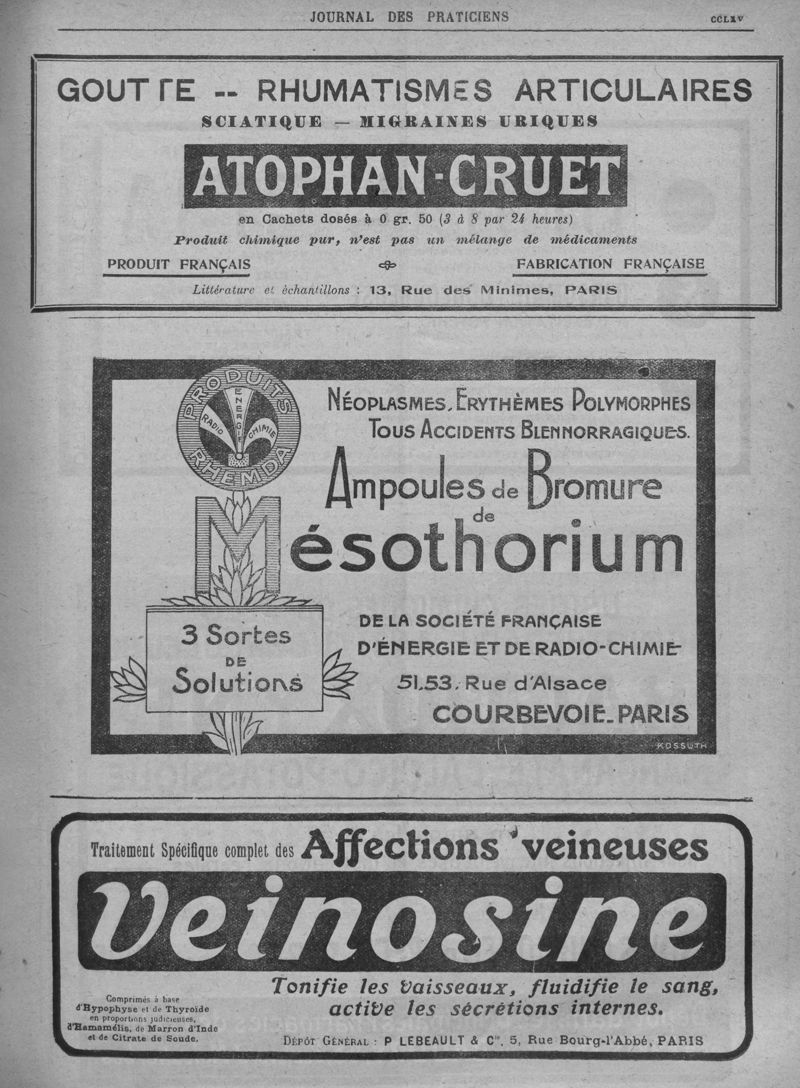 JOURNAL DES PRATICIENS
CCLXV
GOUTTE -- RHUMATISMES ARTICULAIRES
SCIATIQUE — MIGRAINES URIQUES
ATOPHAN-CRUET
en Cachets dosés à 0 gr. 50 (3 à 8 par 24 heures)
Produit chimique pur, n'est pas un mélange de médicaments
PRODUIT FRANÇAIS
FABRICATION FRANÇAISE
Littérature et échantillons : 13, Rue des Minimes, PARIS
PRODUITS
ENERGIE
RADIO CHIMIE
RHEMDA
NÉOPLASMES, ERYTHÈMES POLYMORPHES
TOUS ACCIDENTS BLENNORRAGIQUES.
Ampoules de Bromure
de
Mésothorium
3 Sortes
DE
Solutions
DE LA SOCIÉTÉ FRANÇAISE
D'ÉNERGIE ET DE RADIO-CHIMIE
51.53. Rue d'Alsace
COURBEVOIE_PARIS
KOSSUTH
Traitement Spécifique complet des Affections veineuses
Veinosine
Tonifie les Vaisseaux, fluidifie le sang,
active les sécrétions internes.
Comprimés à base
d'Hypophyse et de Thyroïde
en proportions judicieuses,
d'Hamamélis, de Marron d'Inde
et de Citrate de Soude.
DÉPÔT GÉNÉRAL : P LEBEAULT & Cie, 5, Rue Bourg-l'Abbé, PARIS